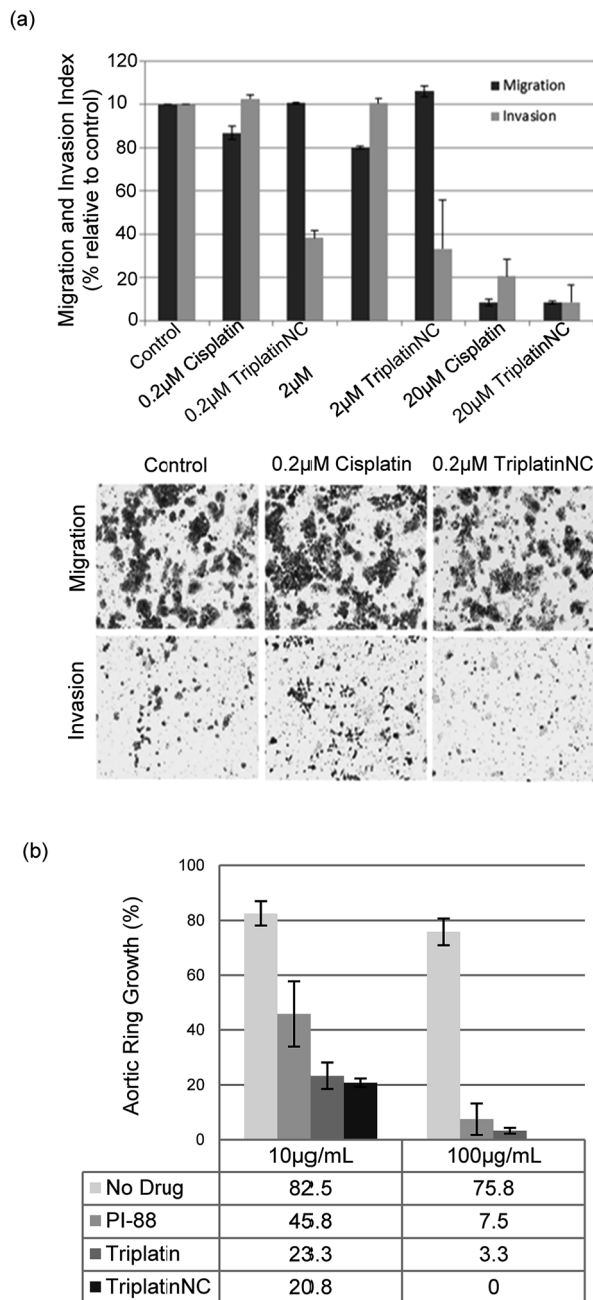 (a)
Migration and Invasion Index
(% relative to control)
120
100
80
60
40
20
0
Migration
Invasion
Control
0.2µM Cisplatin
0.2µM TriplatinNC
2µM
2µM TriplatinNC
20µM Cisplatin
20µM TriplatinNC
Control
0.2µM Cisplatin
0.2µM TriplatinNC
Migration
Invasion
(b)
Aortic Ring Growth (%)
100
80
60
40
20
0
10µg/mL 100µg/mL
No Drug 82.5 75.8
PI-88 45.8 7.5
Triplatin 23.3 3.3
TriplatinNC 20.8 0